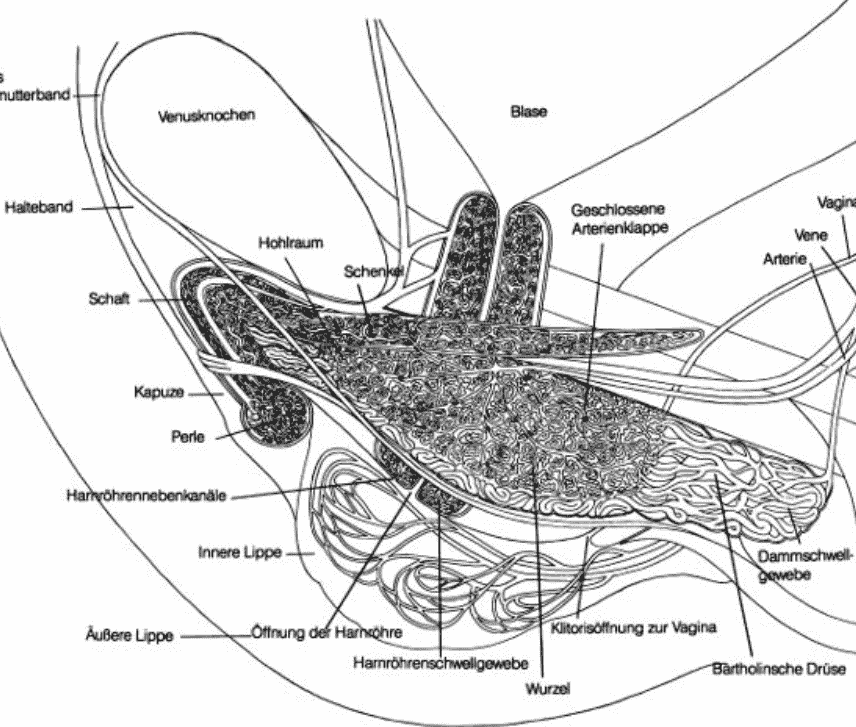 s
mutterband
Venusknochen
Blase
Halteband
Geschlossene
Arterienklappe
Vagina
Vene
Arterie
Hohlraum
Schenkel
Schaft
Kapuze
Perle
Harnröhrennebenkanäle
Innere Lippe
Dammschwell-
gewebe
Äußere Lippe
Öffnung der Harnröhre
Klitorisöffnung zur Vagina
Harnröhrenschwellgewebe
Bartholinsche Drüse
Wurzel